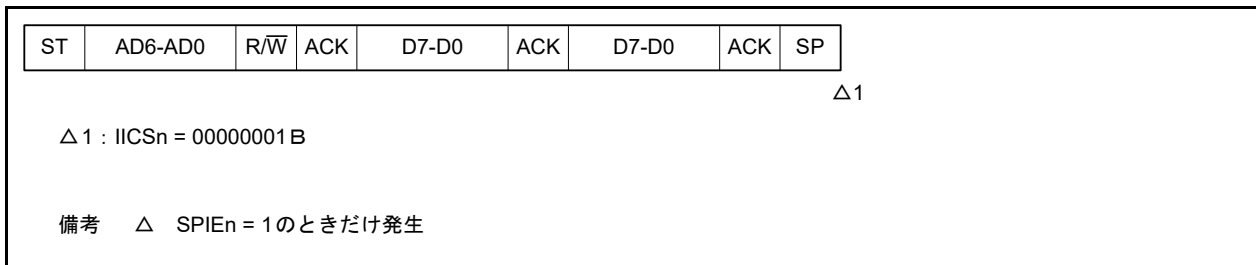 ST AD6-AD0 R/W ACK D7-D0 ACK D7-D0 ACK SP
△1
△1 : IICSn = 00000001B
備考 △ SPIEn = 1のときだけ発生